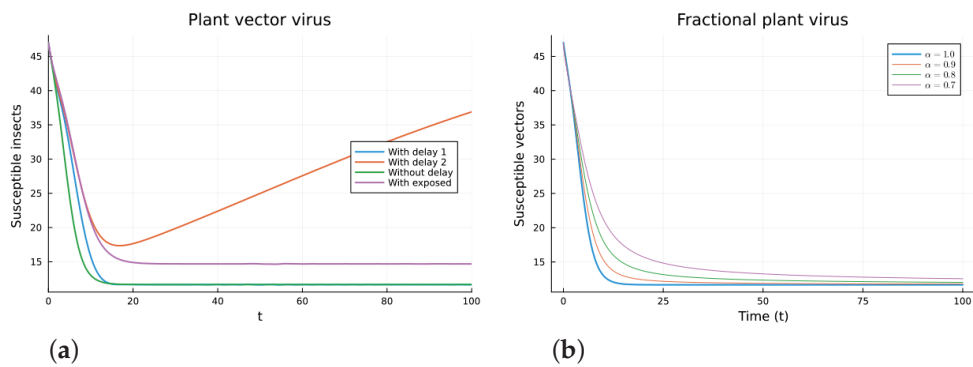 Plant vector virus
Susceptible insects
45
40
35
30
25
20
15
0
20
40
60
80
100
t
With delay 1
With delay 2
Without delay
With exposed
(a)
Fractional plant virus
Susceptible vectors
45
40
35
30
25
20
15
0
25
50
75
100
Time (t)
α = 1.0
α = 0.9
α = 0.8
α = 0.7
(b)